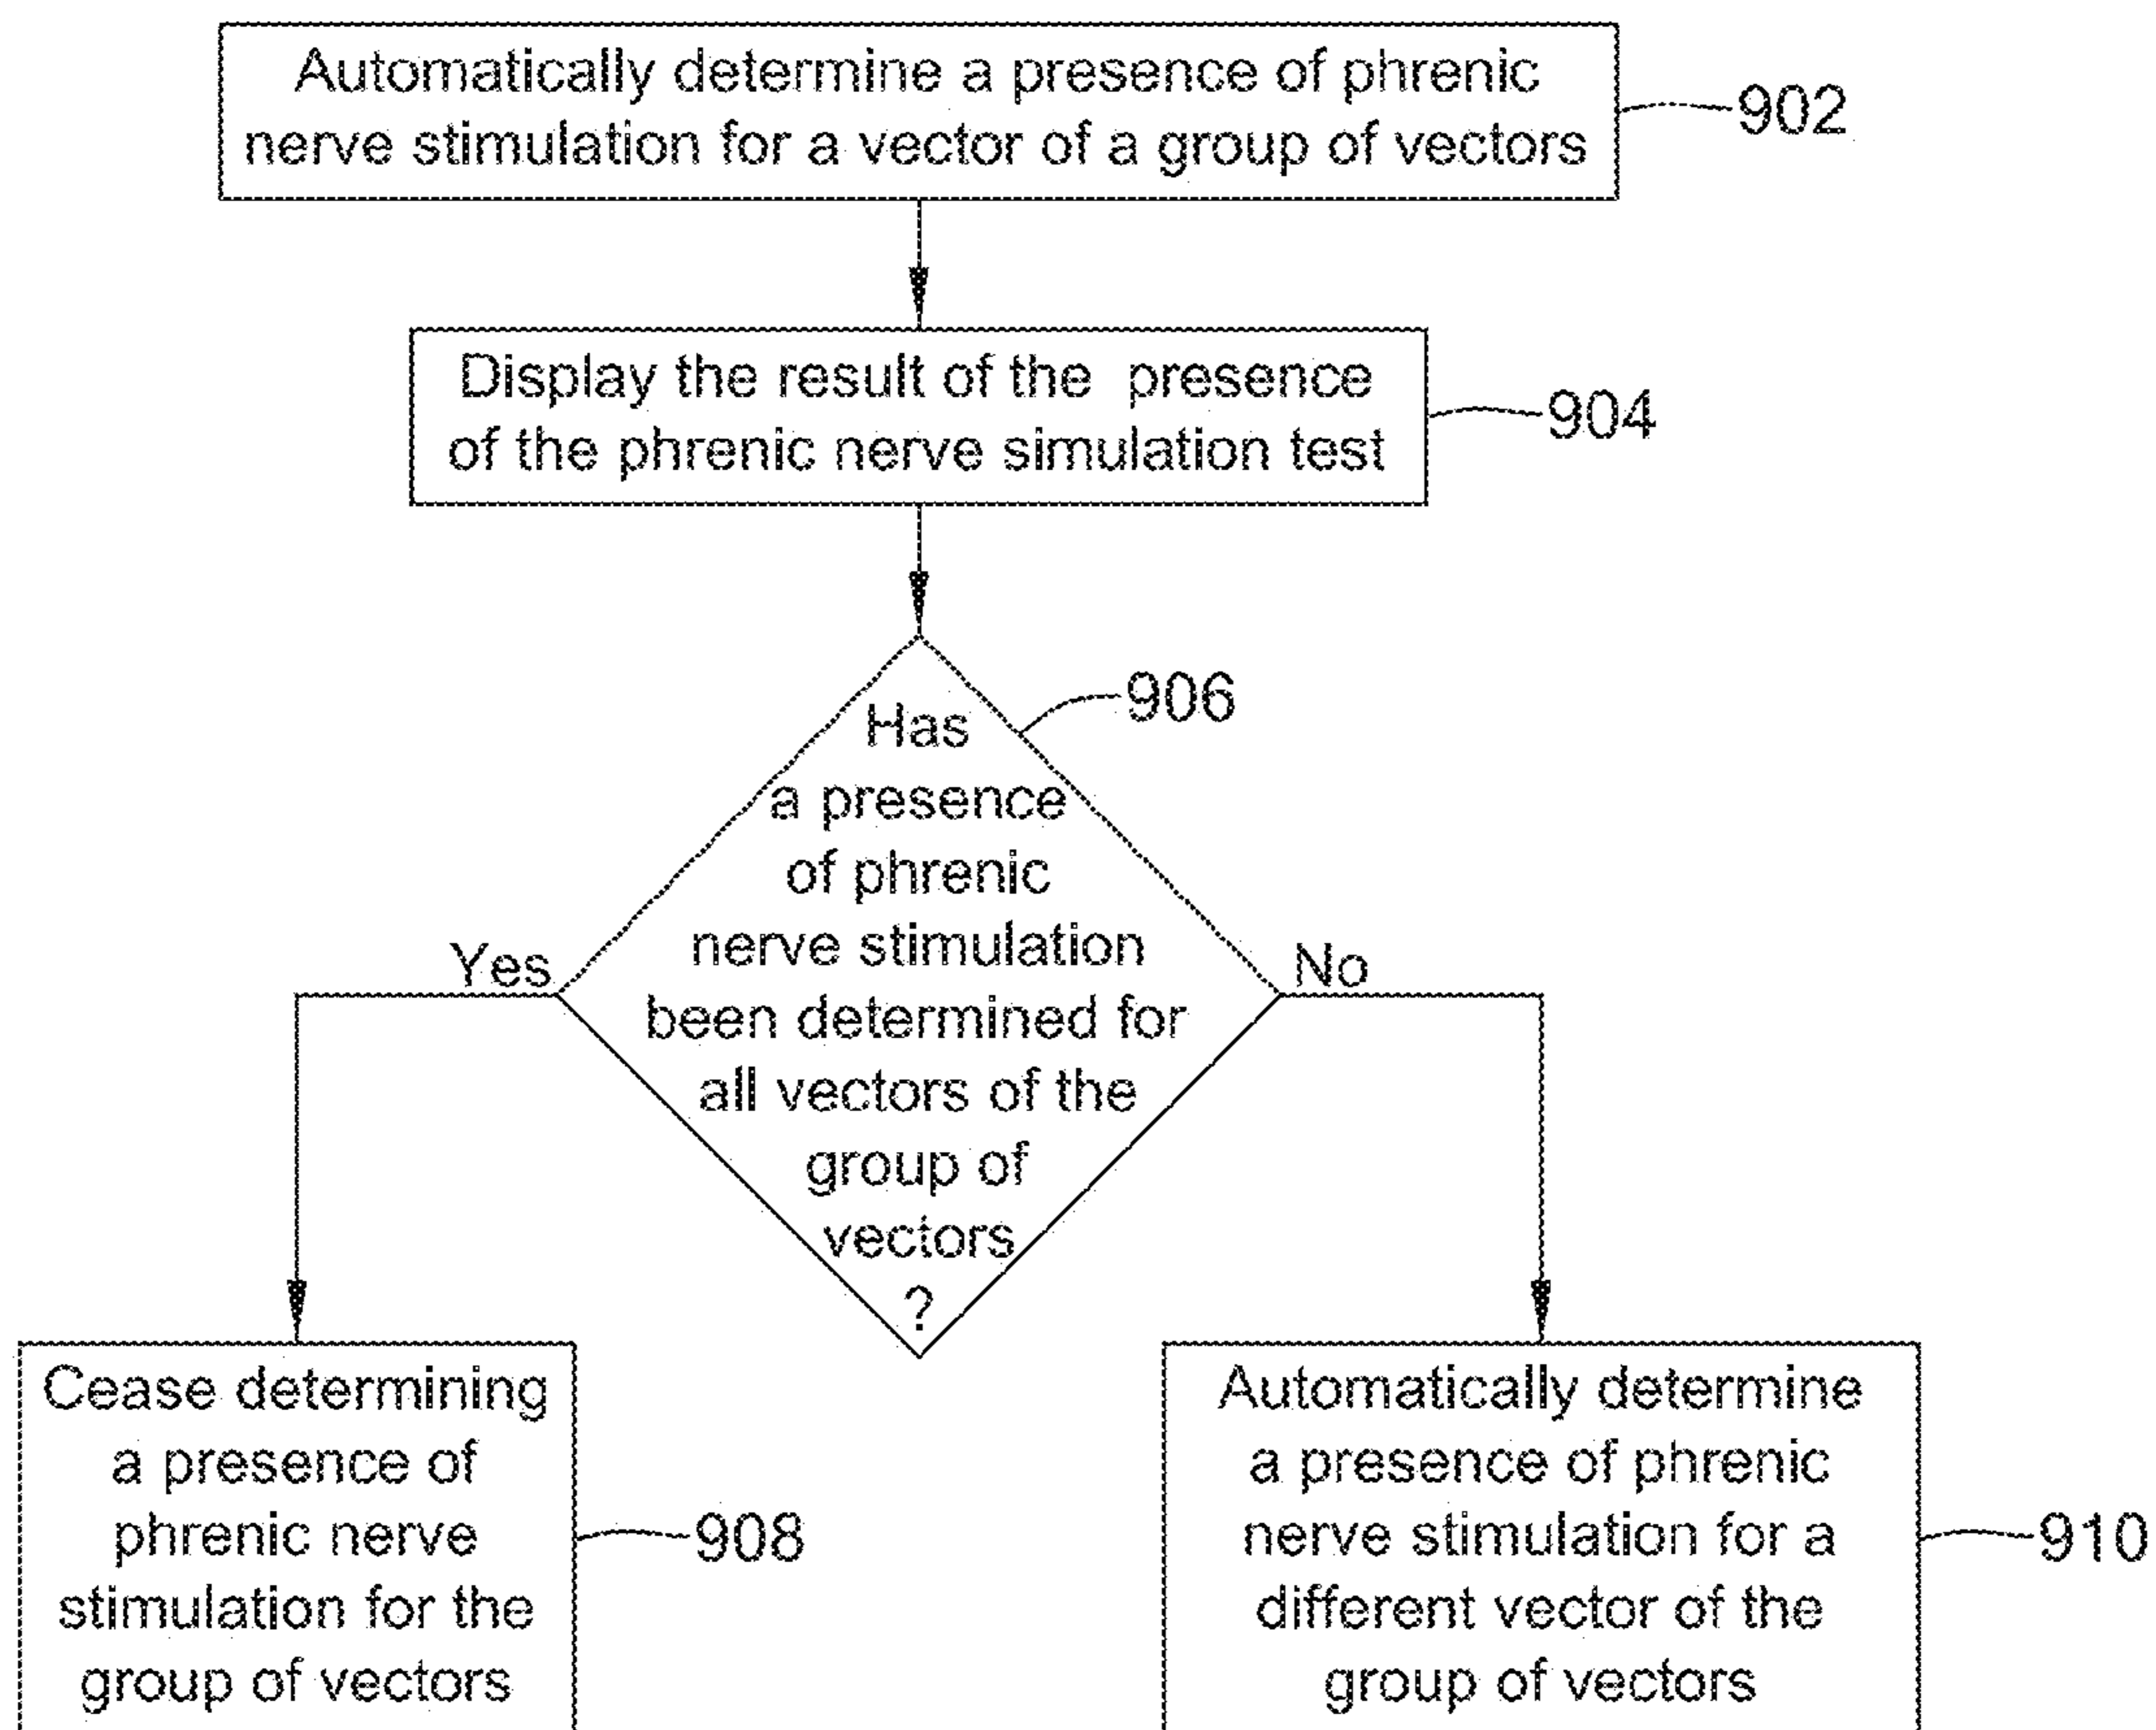 Automatically determine a presence of phrenic
nerve stimulation for a vector of a group of vectors
902
Display the result of the presence
of the phrenic nerve simulation test
904
906
Has
a presence
of phrenic
nerve stimulation
been determined for
all vectors of the
group of
vectors
?
Yes
No
Cease determining
a presence of
phrenic nerve
stimulation for the
group of vectors
908
Automatically determine
a presence of phrenic
nerve stimulation for a
different vector of the
group of vectors
910